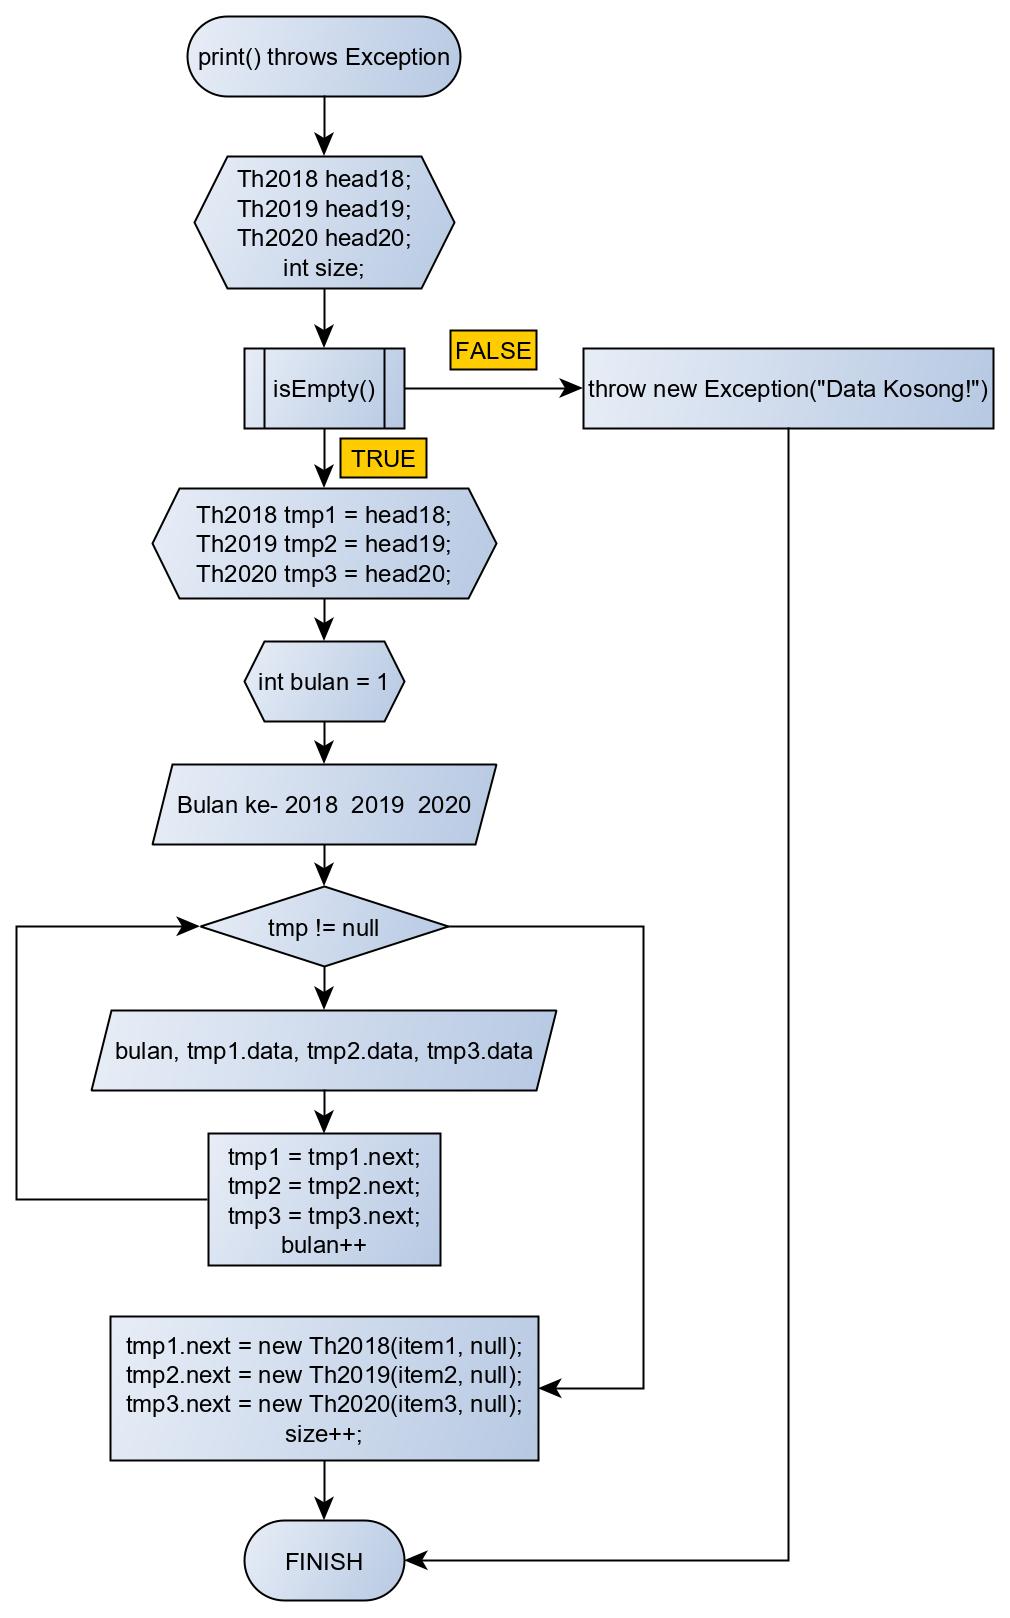 print() throws Exception
Th2018 head18;
Th2019 head19;
Th2020 head20;
int size;
isEmpty()
FALSE
throw new Exception("Data Kosong!")
TRUE
Th2018 tmp1 = head18;
Th2019 tmp2 = head19;
Th2020 tmp3 = head20;
int bulan = 1
Bulan ke- 2018  2019  2020
tmp != null
bulan, tmp1.data, tmp2.data, tmp3.data
tmp1 = tmp1.next;
tmp2 = tmp2.next;
tmp3 = tmp3.next;
bulan++
tmp1.next = new Th2018(item1, null);
tmp2.next = new Th2019(item2, null);
tmp3.next = new Th2020(item3, null);
size++;
FINISH